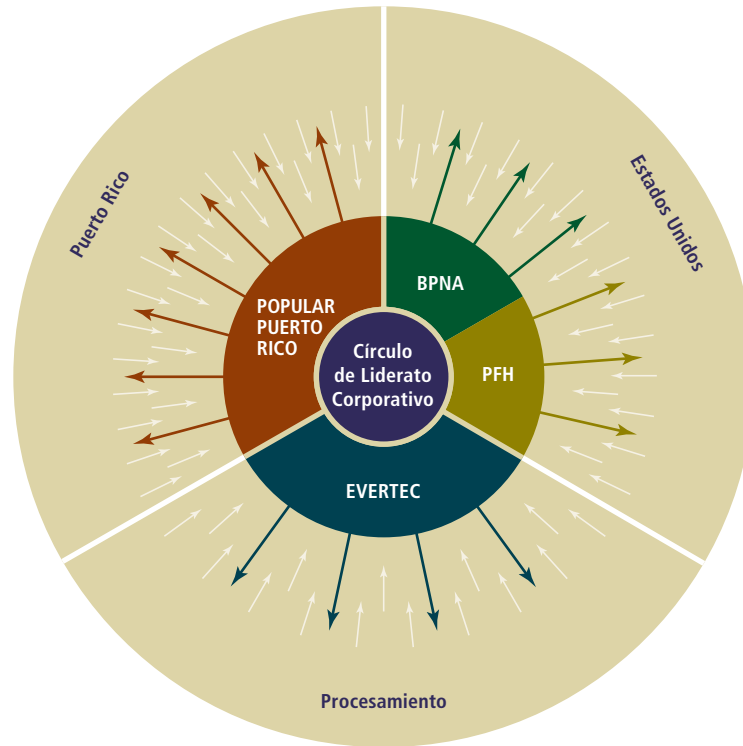 Puerto Rico
Estados Unidos
POPULAR
PUERTO
RICO
BPNA
PFH
Círculo
de Liderato
Corporativo
EVERTEC
Procesamiento